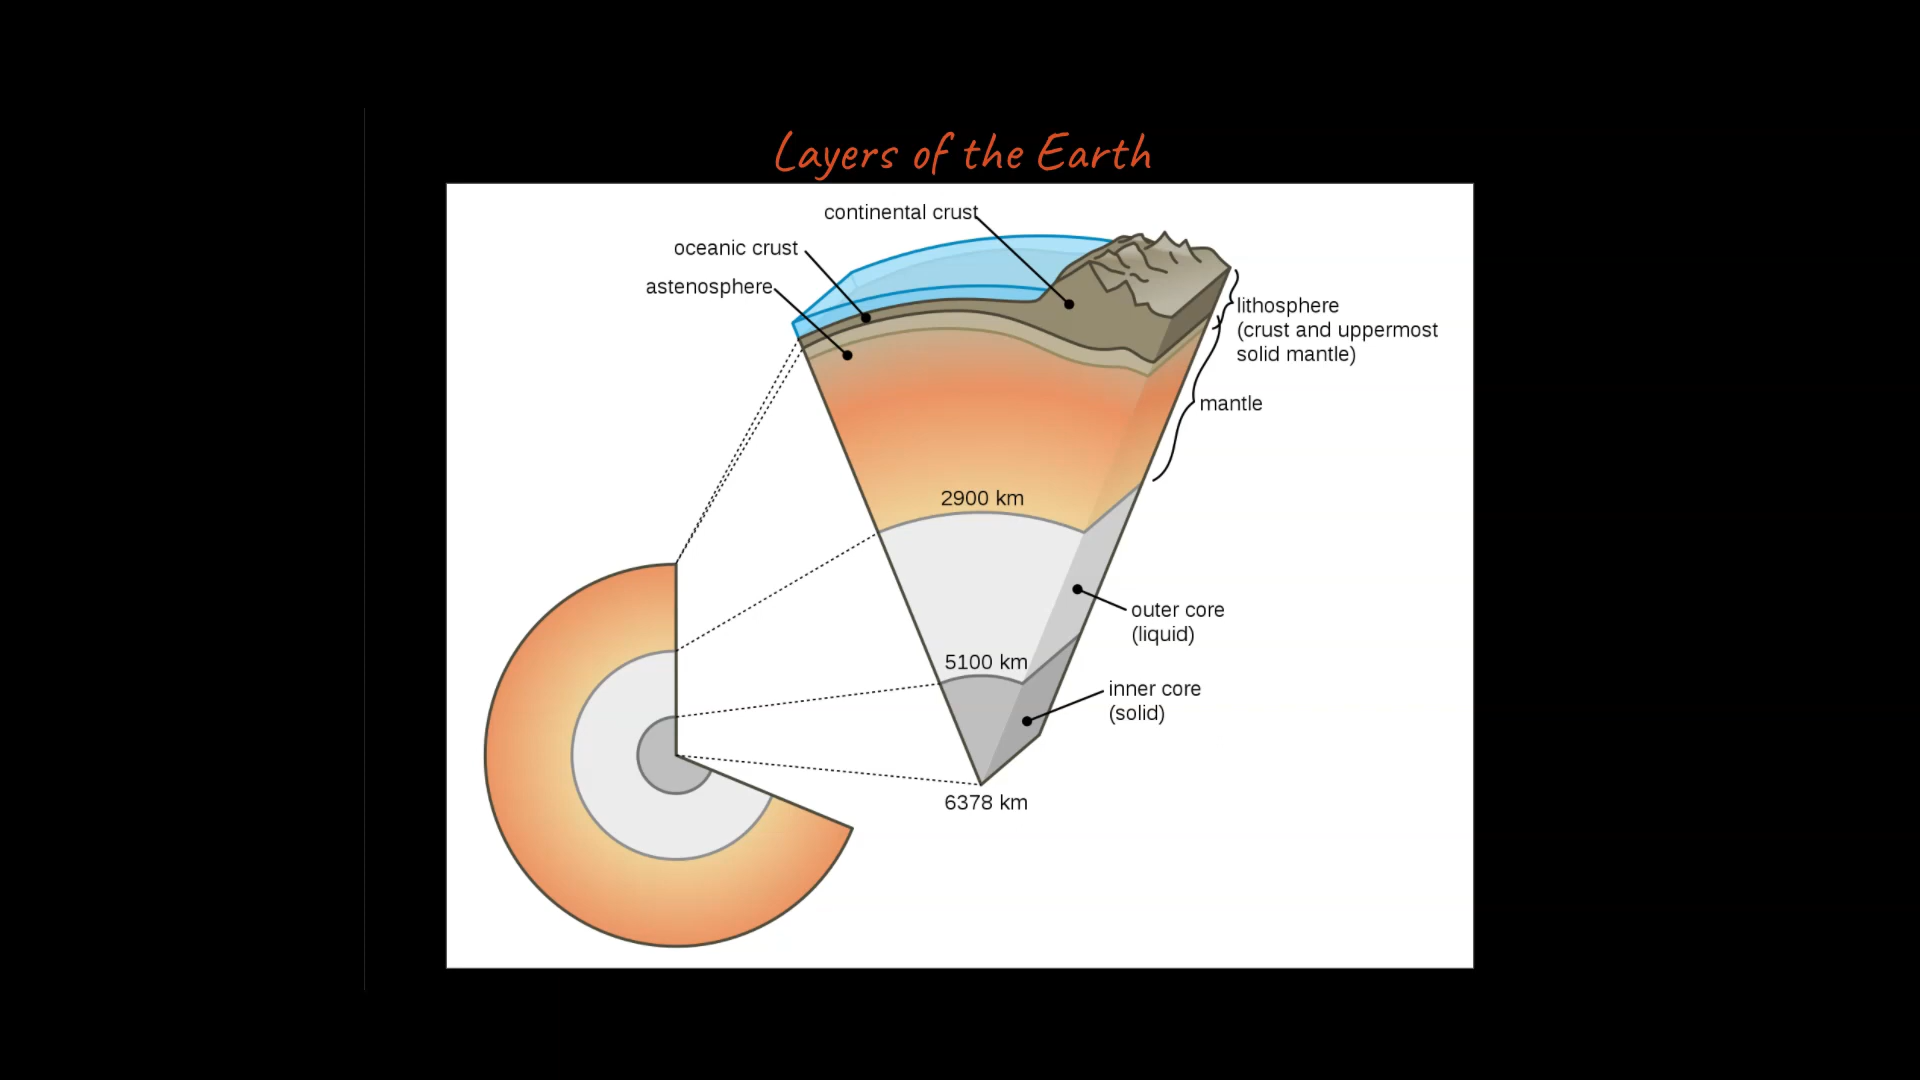 Layers of the Earth
continental crust
oceanic crust
astenosphere
lithosphere
(crust and uppermost
solid mantle)
mantle
2900 km
outer core
(liquid)
5100 km
inner core
(solid)
6378 km